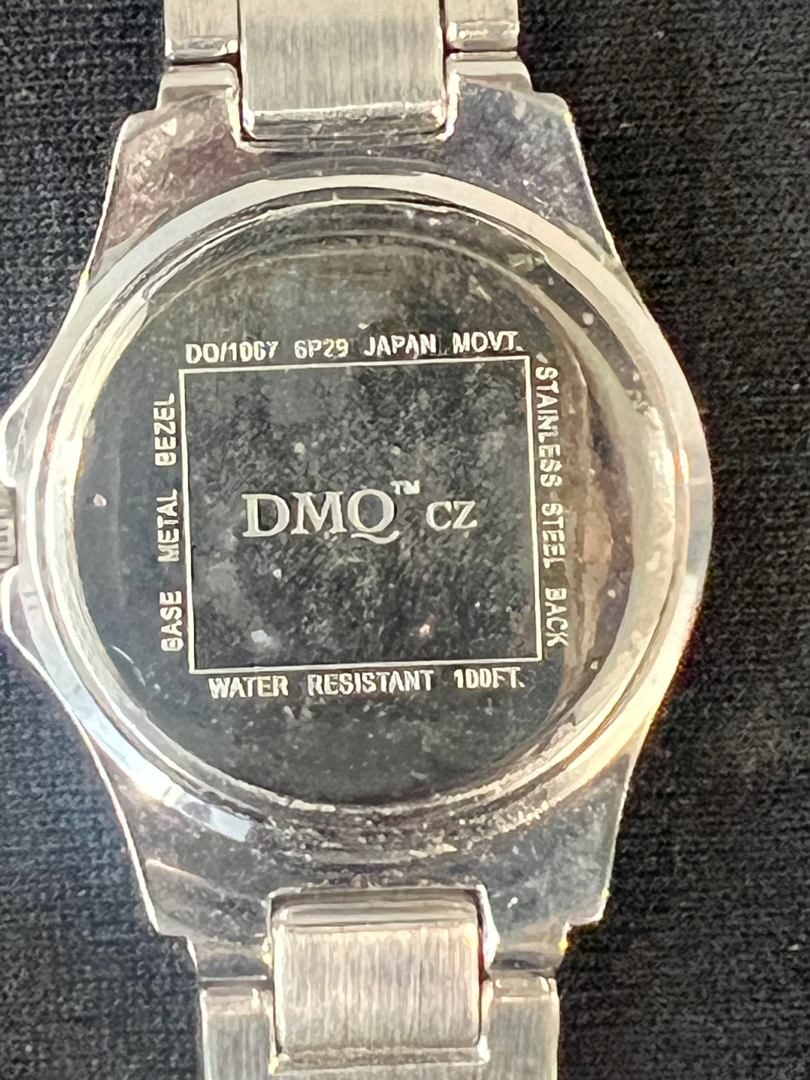 DO/1067 6P29 JAPAN MOVT.
STAINLESS STEEL BACK
BASE METAL BEZEL
DMQ™ CZ
WATER RESISTANT 100FT.